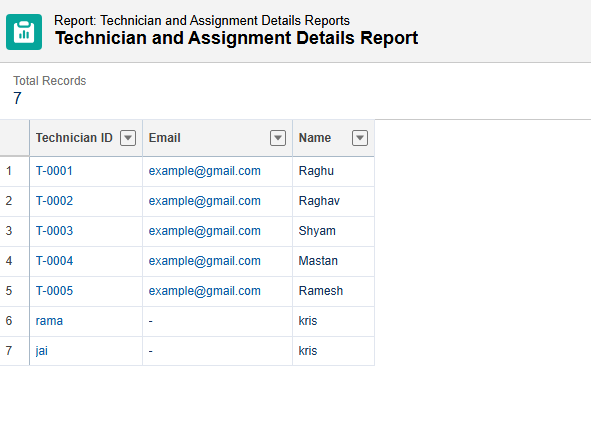 Report: Technician and Assignment Details Reports
Technician and Assignment Details Report
Total Records
7
Technician ID Email Name
1 T-0001 example@gmail.com Raghu
2 T-0002 example@gmail.com Raghav
3 T-0003 example@gmail.com Shyam
4 T-0004 example@gmail.com Mastan
5 T-0005 example@gmail.com Ramesh
6 rama - kris
7 jai - kris